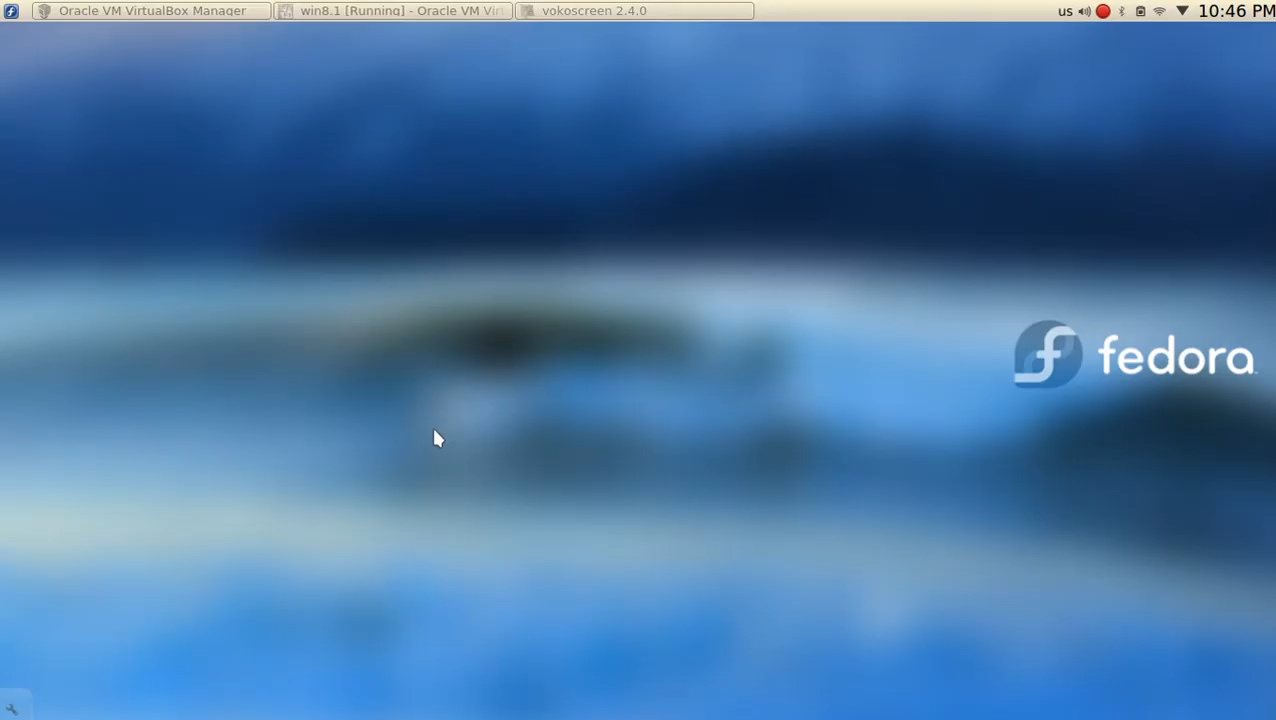 Oracle VM VirtualBox Manager
win8.1 [Running] - Oracle VM Virt
vokoscreen 2.4.0
us
10:46 PM
fedora